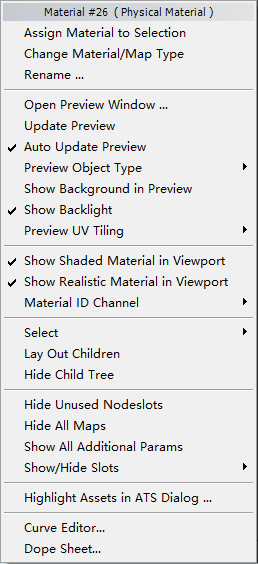 Material #26  ( Physical Material )
Assign Material to Selection
Change Material/Map Type
Rename ...
Open Preview Window ...
Update Preview
Auto Update Preview
Preview Object Type
Show Background in Preview
Show Backlight
Preview UV Tiling
Show Shaded Material in Viewport
Show Realistic Material in Viewport
Material ID Channel
Select
Lay Out Children
Hide Child Tree
Hide Unused Nodeslots
Hide All Maps
Show All Additional Params
Show/Hide Slots
Highlight Assets in ATS Dialog ...
Curve Editor...
Dope Sheet...